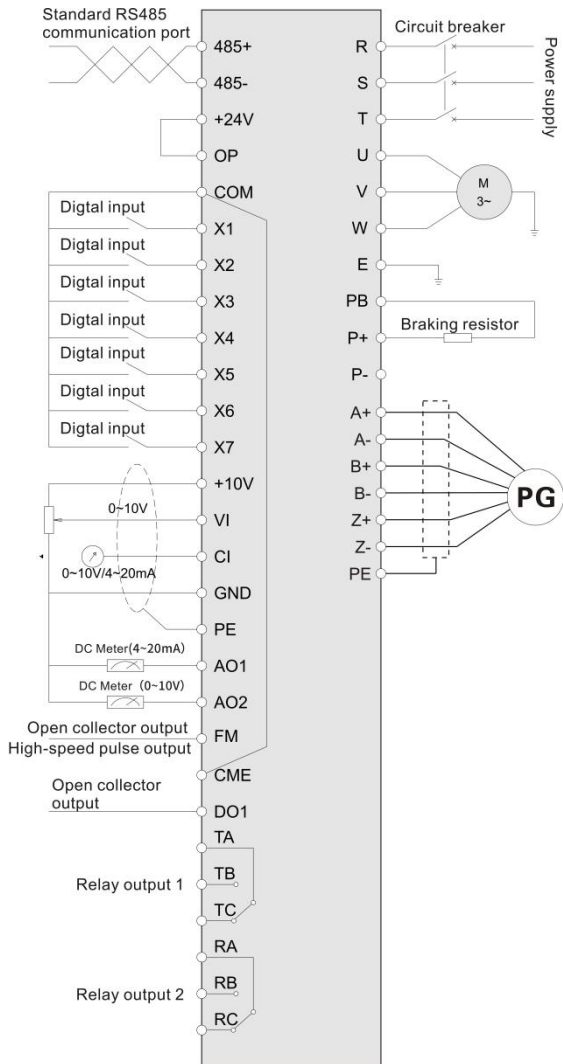 Standard RS485
communication port
485+
485-
+24V
OP
COM
Digtal input
X1
Digtal input
X2
Digtal input
X3
Digtal input
X4
Digtal input
X5
Digtal input
X6
Digtal input
X7
+10V
0~10V
VI
CI
0~10V/4~20mA
GND
PE
DC Meter(4~20mA)
AO1
DC Meter (0~10V)
AO2
Open collector output
High-speed pulse output
FM
CME
Open collector
output
DO1
TA
Relay output 1
TB
TC
RA
Relay output 2
RB
RC
Circuit breaker
Power supply
R
S
T
U
V
W
M
3~
E
PB
P+
Braking resistor
P-
A+
A-
B+
B-
Z+
Z-
PE
PG